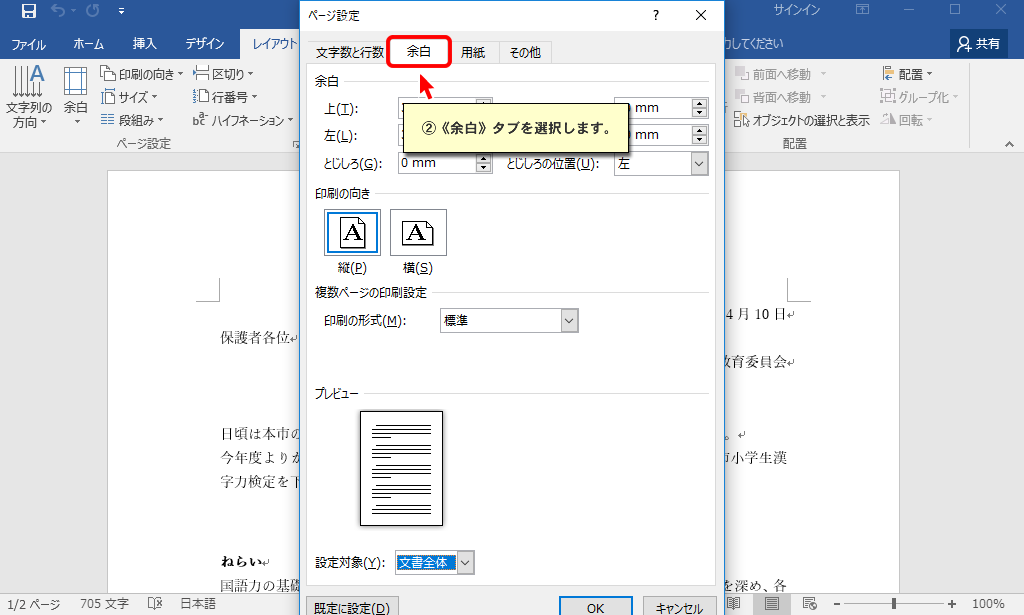 ページ設定
?
サインイン
ファイル ホーム 挿入 デザイン レイアウト
力してください
共有
文字数と行数 余白 用紙 その他
文字列の方向
余白
印刷の向き
サイズ
段組み
区切り
行番号
ハイフネーション
ページ設定
前面へ移動
背面へ移動
オブジェクトの選択と表示
配置
グループ化
回転
配置
余白
上(T):
mm
左(L):
mm
②《余白》タブを選択します。
とじしろ(G): 0 mm とじしろの位置(U): 左
印刷の向き
縦(P) 横(S)
複数ページの印刷設定
印刷の形式(M): 標準
プレビュー
設定対象(Y): 文書全体
既定に設定(D) OK キャンセル
4 月 10 日
保護者各位
教育委員会
日頃は本市の
。
今年度より
市小学生漢
字力検定を下
ねらい
国語力の基礎
を深め、各
1/2 ページ 705 文字 日本語 100%